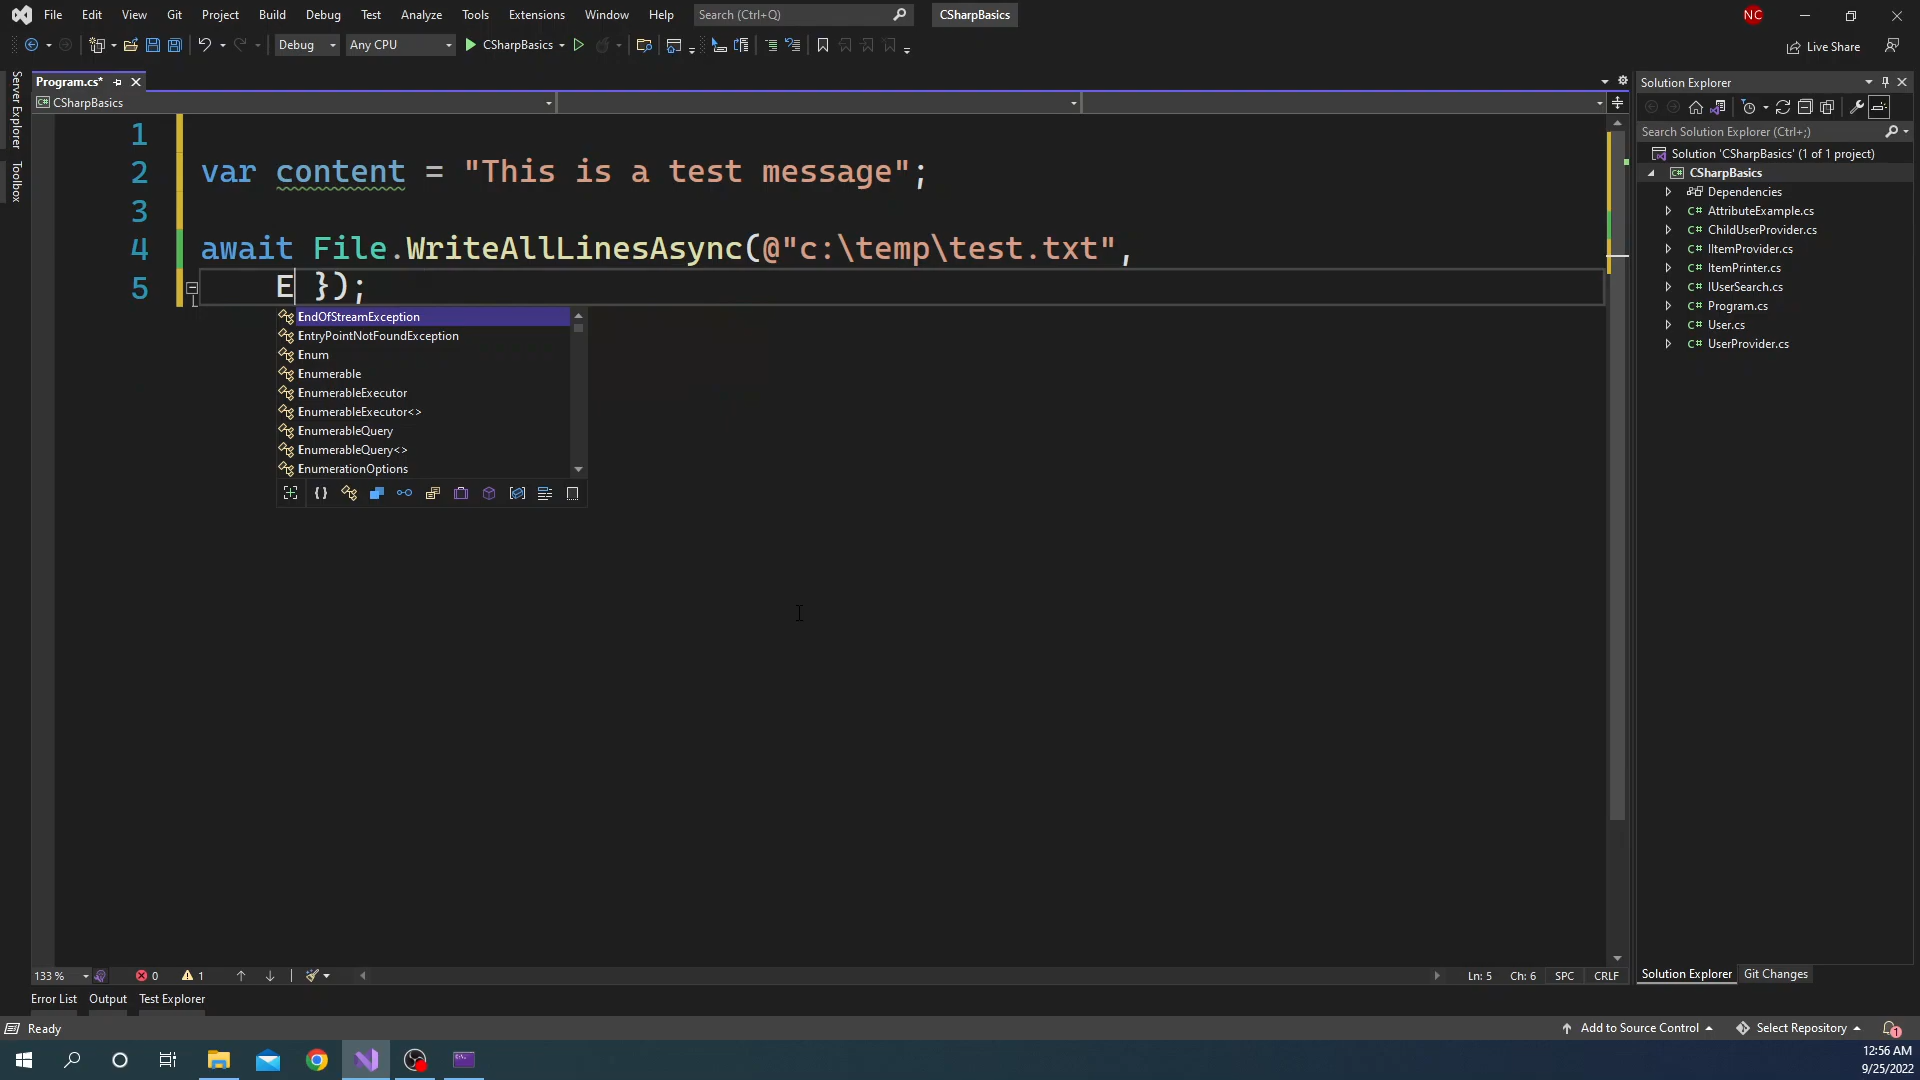 File Edit View Git Project Build Debug Test Analyze Tools Extensions Window Help Search (Ctrl+Q) CSharpBasics NC
Debug Any CPU CSharpBasics Live Share
Server Explorer
Toolbox
Program.cs*
CSharpBasics
1
2 var content = "This is a test message";
3
4 await File.WriteAllLinesAsync(@"c:\temp\test.txt",
5 E });
EndOfStreamException
EntryPointNotFoundException
Enum
Enumerable
EnumerableExecutor
EnumerableExecutor<>
EnumerableQuery
EnumerableQuery<>
EnumerationOptions
Solution Explorer
Search Solution Explorer (Ctrl+;)
Solution 'CSharpBasics' (1 of 1 project)
CSharpBasics
Dependencies
C# AttributeExample.cs
C# ChildUserProvider.cs
C# IItemProvider.cs
C# ItemPrinter.cs
C# IUserSearch.cs
C# Program.cs
C# User.cs
C# UserProvider.cs
133 % 0 1 Ln: 5 Ch: 6 SPC CRLF
Solution Explorer Git Changes
Error List Output Test Explorer
Ready Add to Source Control Select Repository 1
12:56 AM
9/25/2022